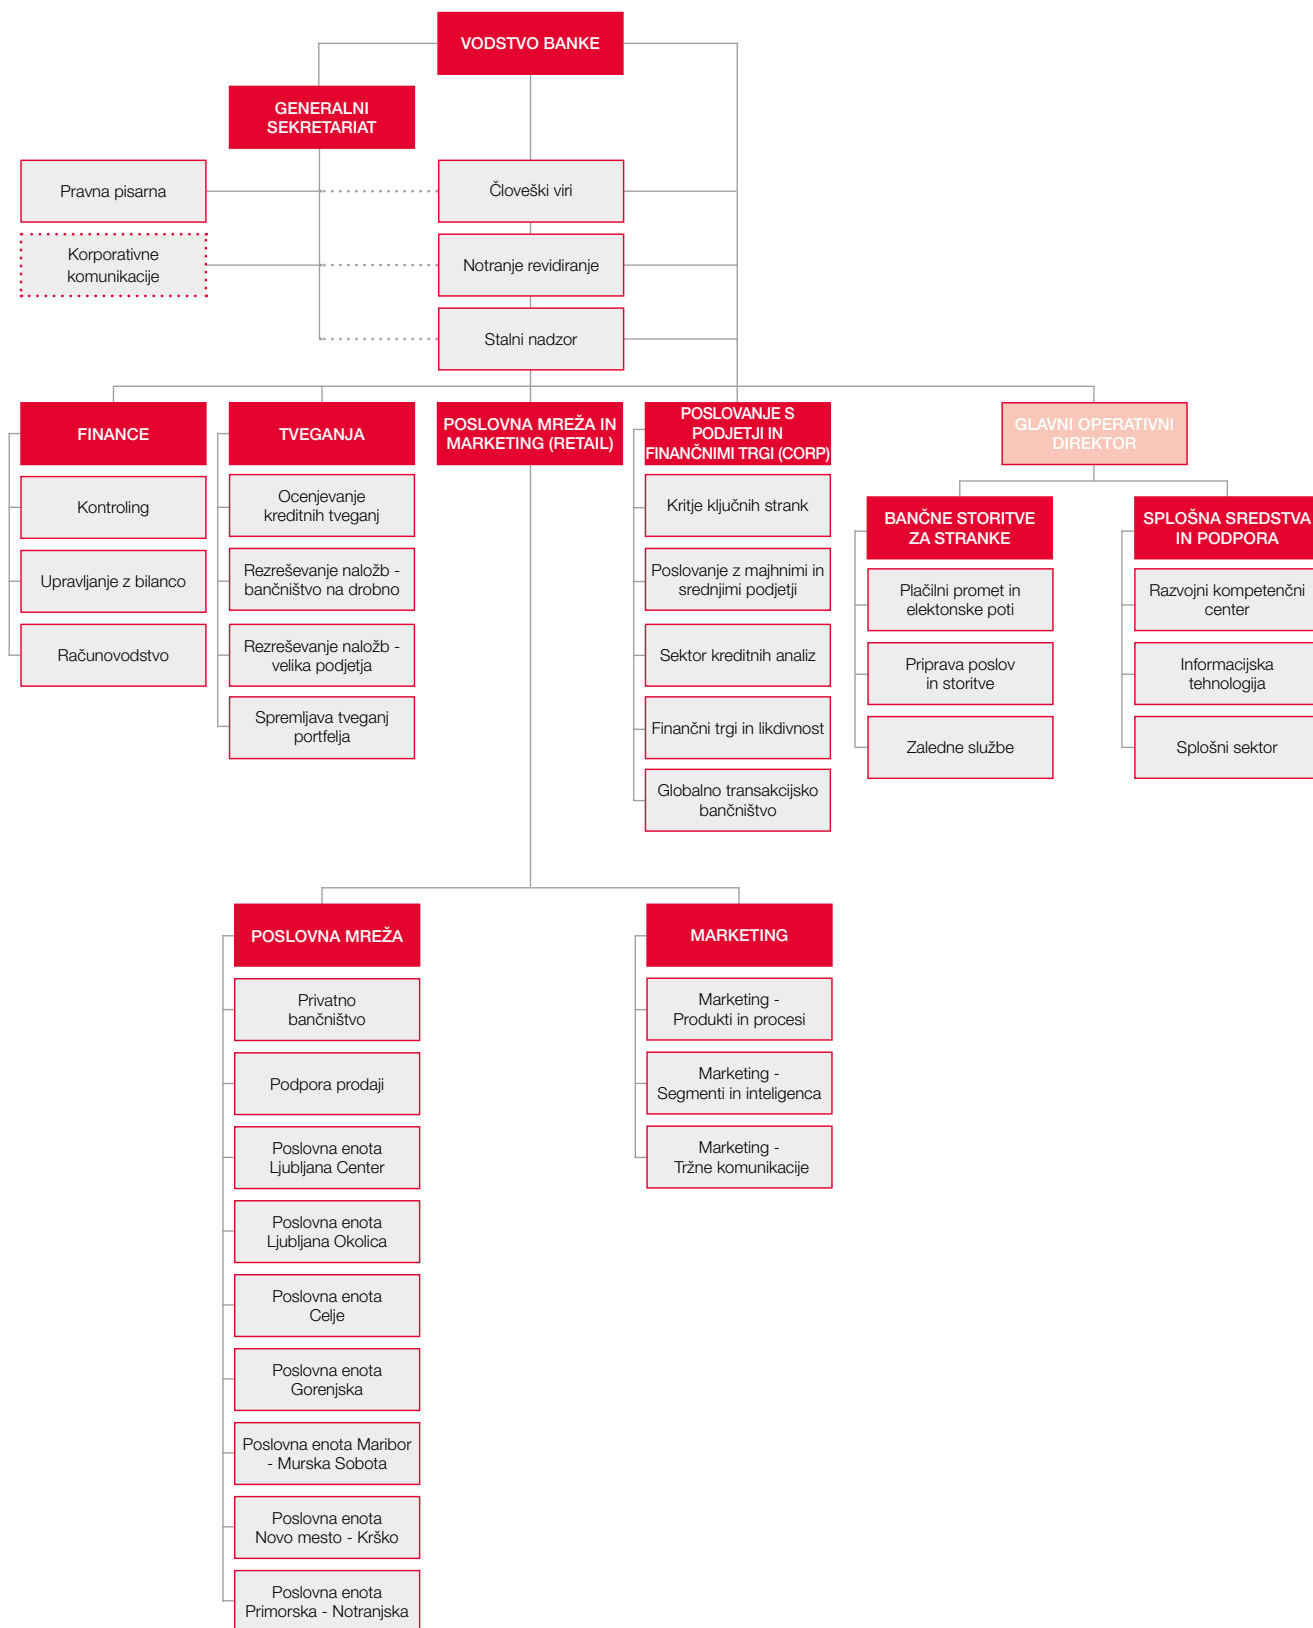 VODSTVO BANKE
GENERALNI
SEKRETARIAT
Pravna pisarna
Človeški viri
Korporativne
komunikacije
Notranje revidiranje
Stalni nadzor
FINANCE
Kontroling
Upravljanje z bilanco
Računovodstvo
TVEGANJA
Ocenjevanje
kreditnih tveganj
Rezreševanje naložb -
bančništvo na drobno
Rezreševanje naložb -
velika podjetja
Spremljava tveganj
portfelja
POSLOVNA MREŽA IN
MARKETING (RETAIL)
POSLOVANJE S
PODJETJI IN
FINANČNIMI TRGI (CORP)
Kritje ključnih strank
Poslovanje z majhnimi in
srednjimi podjetji
Sektor kreditnih analiz
Finančni trgi in likdivnost
Globalno transakcijsko
bančništvo
GLAVNI OPERATIVNI
DIREKTOR
BANČNE STORITVE
ZA STRANKE
Plačilni promet in
elektonske poti
Priprava poslov
in storitve
Zaledne službe
SPLOŠNA SREDSTVA
IN PODPORA
Razvojni kompetenčni
center
Informacijska
tehnologija
Splošni sektor
POSLOVNA MREŽA
Privatno
bančništvo
Podpora prodaji
Poslovna enota
Ljubljana Center
Poslovna enota
Ljubljana Okolica
Poslovna enota
Celje
Poslovna enota
Gorenjska
Poslovna enota Maribor
- Murska Sobota
Poslovna enota
Novo mesto - Krško
Poslovna enota
Primorska - Notranjska
MARKETING
Marketing -
Produkti in procesi
Marketing -
Segmenti in inteligenca
Marketing -
Tržne komunikacije